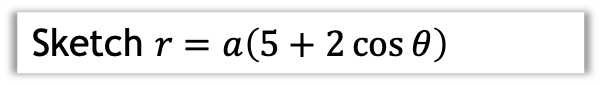 Sketch 𝑟 = 𝑎(5 + 2 cos 𝜃)